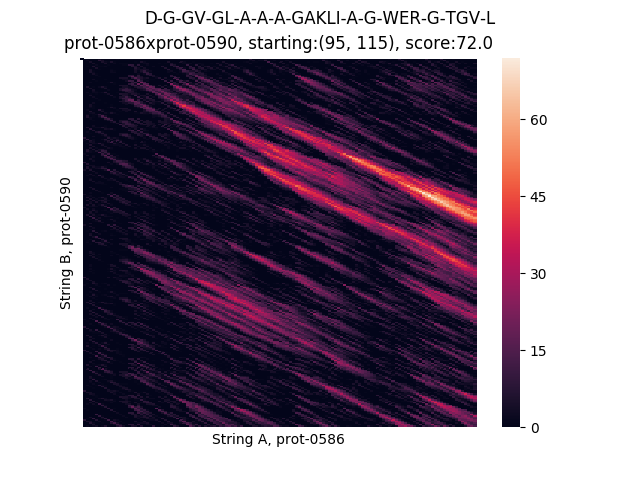 D-G-GV-GL-A-A-A-GAKLI-A-G-WER-G-TGV-L
prot-0586xprot-0590, starting:(95, 115), score:72.0
60
45
30
15
0
String B, prot-0590
String A, prot-0586